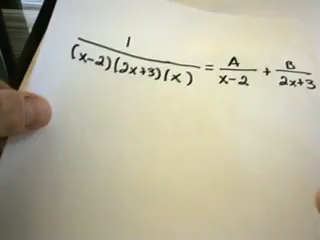 1/((x-2)(2x+3)(x)) = A/(x-2) + B/(2x+3)